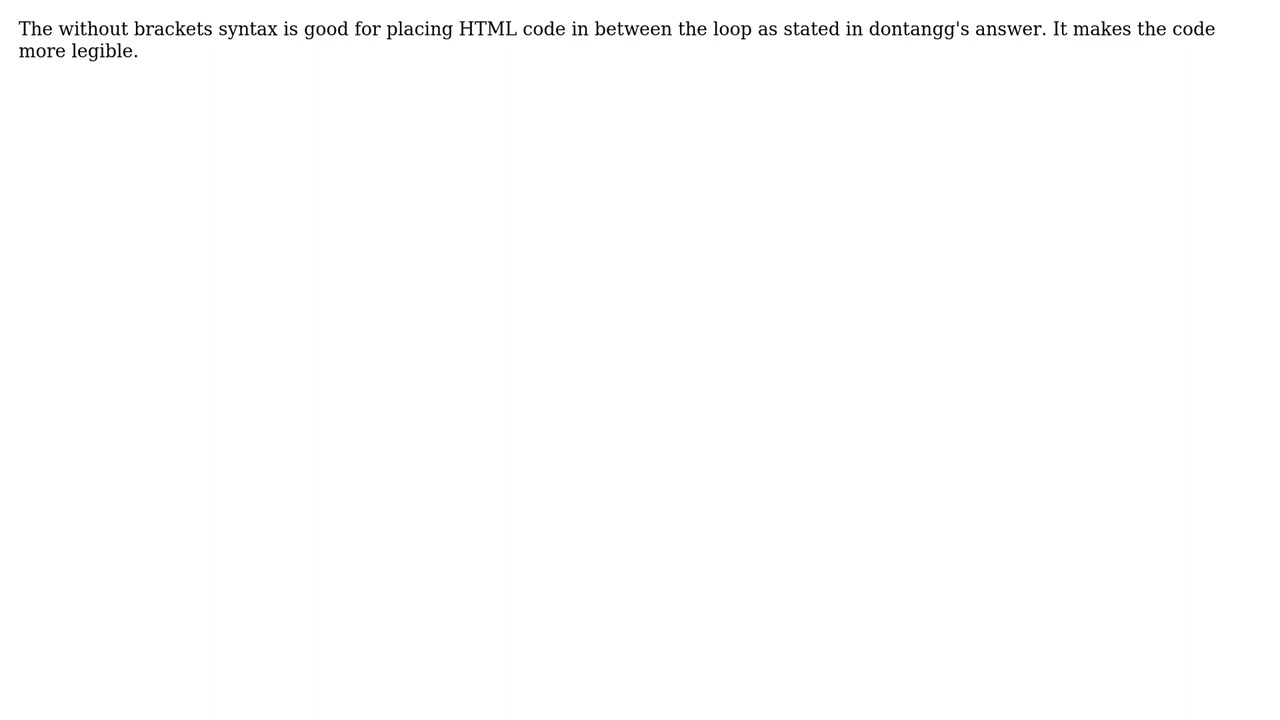 The without brackets syntax is good for placing HTML code in between the loop as stated in dontangg's answer. It makes the code
more legible.